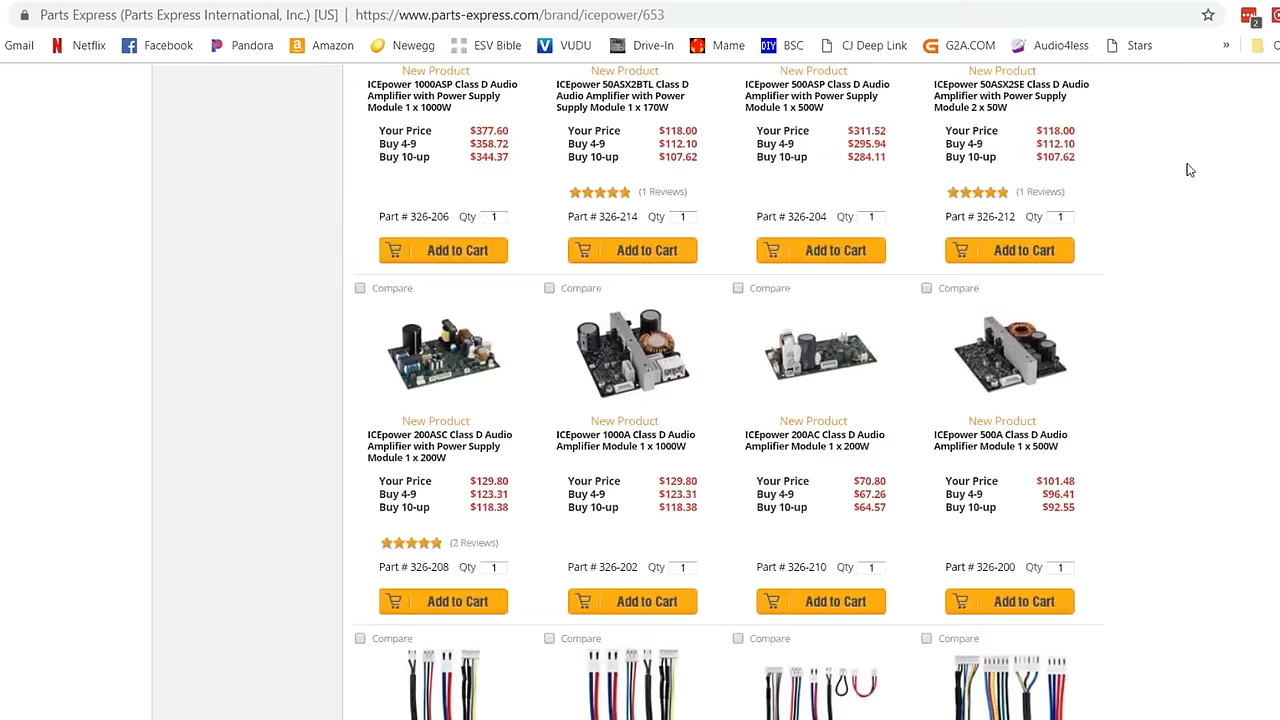 Parts Express (Parts Express International, Inc.) [US] | https://www.parts-express.com/brand/icepower/653
2
Gmail Netflix Facebook Pandora Amazon Newegg ESV Bible VUDU Drive-In Mame DIY BSC CJ Deep Link G2A.COM Audio4less Stars »
New Product New Product New Product New Product
ICEpower 1000ASP Class D Audio
Amplifier with Power Supply
Module 1 x 1000W
ICEpower 50ASX2BTL Class D
Audio Amplifier with Power
Supply Module 1 x 170W
ICEpower 500ASP Class D Audio
Amplifier with Power Supply
Module 1 x 500W
ICEpower 50ASX2SE Class D Audio
Amplifier with Power Supply
Module 2 x 50W
Your Price $377.60 Your Price $118.00 Your Price $311.52 Your Price $118.00
Buy 4-9 $358.72 Buy 4-9 $112.10 Buy 4-9 $295.94 Buy 4-9 $112.10
Buy 10-up $344.37 Buy 10-up $107.62 Buy 10-up $284.11 Buy 10-up $107.62
(1 Reviews) (1 Reviews)
Part # 326-206 Qty 1 Part # 326-214 Qty 1 Part # 326-204 Qty 1 Part # 326-212 Qty 1
Add to Cart Add to Cart Add to Cart Add to Cart
Compare Compare Compare Compare
New Product New Product New Product New Product
ICEpower 200ASC Class D Audio
Amplifier with Power Supply
Module 1 x 200W
ICEpower 1000A Class D Audio
Amplifier Module 1 x 1000W
ICEpower 200AC Class D Audio
Amplifier Module 1 x 200W
ICEpower 500A Class D Audio
Amplifier Module 1 x 500W
Your Price $129.80 Your Price $129.80 Your Price $70.80 Your Price $101.48
Buy 4-9 $123.31 Buy 4-9 $123.31 Buy 4-9 $67.26 Buy 4-9 $96.41
Buy 10-up $118.38 Buy 10-up $118.38 Buy 10-up $64.57 Buy 10-up $92.55
(2 Reviews)
Part # 326-208 Qty 1 Part # 326-202 Qty 1 Part # 326-210 Qty 1 Part # 326-200 Qty 1
Add to Cart Add to Cart Add to Cart Add to Cart
Compare Compare Compare Compare